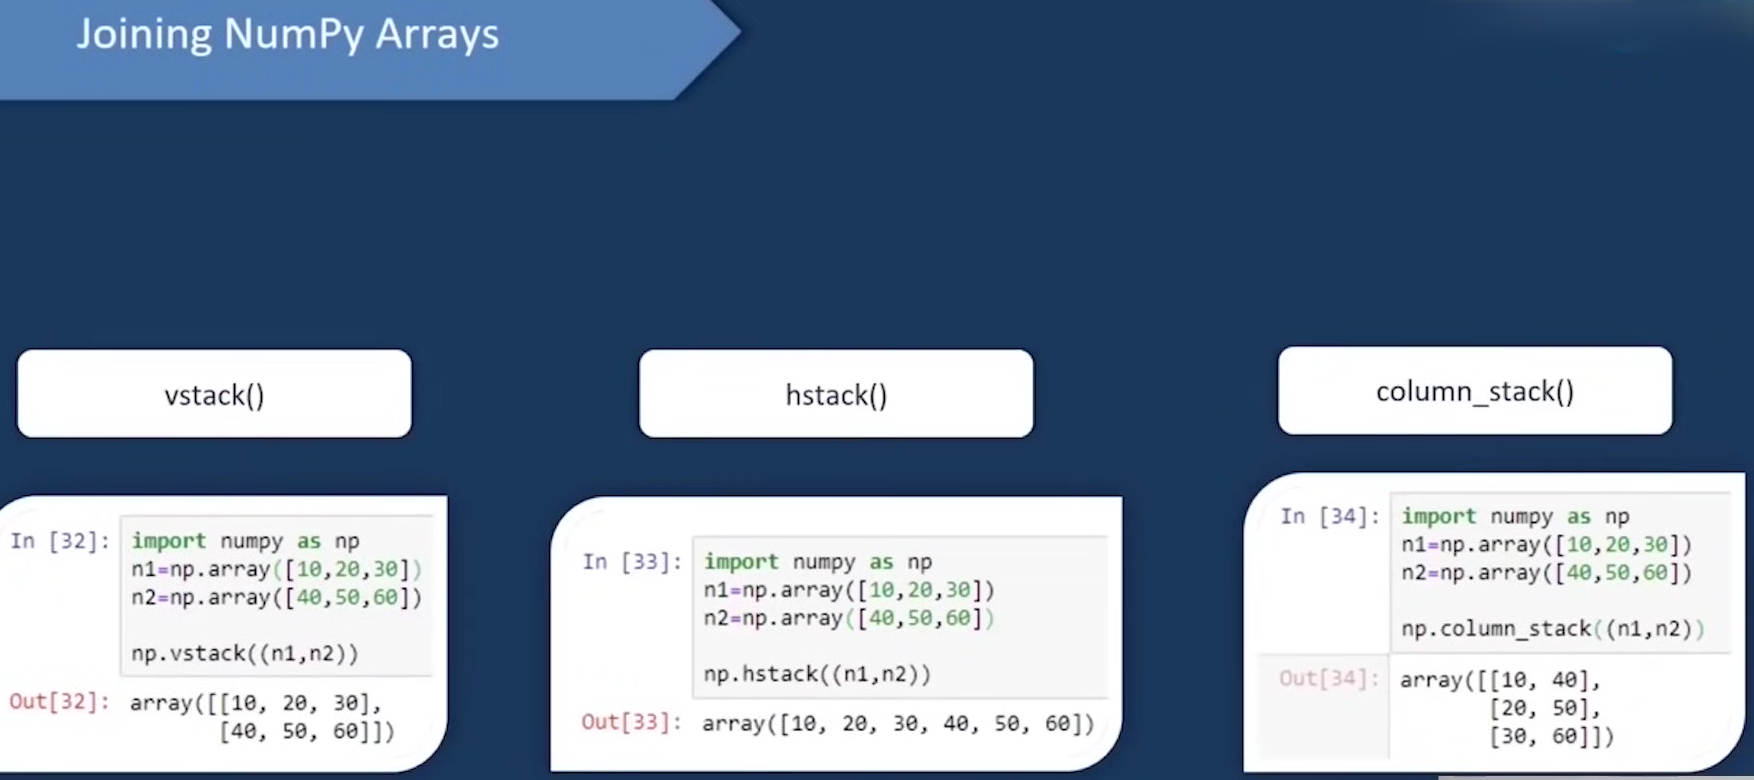 Joining NumPy Arrays
vstack()
In [32]: import numpy as np
n1=np.array([10,20,30])
n2=np.array([40,50,60])
np.vstack((n1,n2))
Out[32]: array([[10, 20, 30],
[40, 50, 60]])
hstack()
In [33]: import numpy as np
n1=np.array([10,20,30])
n2=np.array([40,50,60])
np.hstack((n1,n2))
Out[33]: array([10, 20, 30, 40, 50, 60])
column_stack()
In [34]: import numpy as np
n1=np.array([10,20,30])
n2=np.array([40,50,60])
np.column_stack((n1,n2))
Out[34]: array([[10, 40],
[20, 50],
[30, 60]])